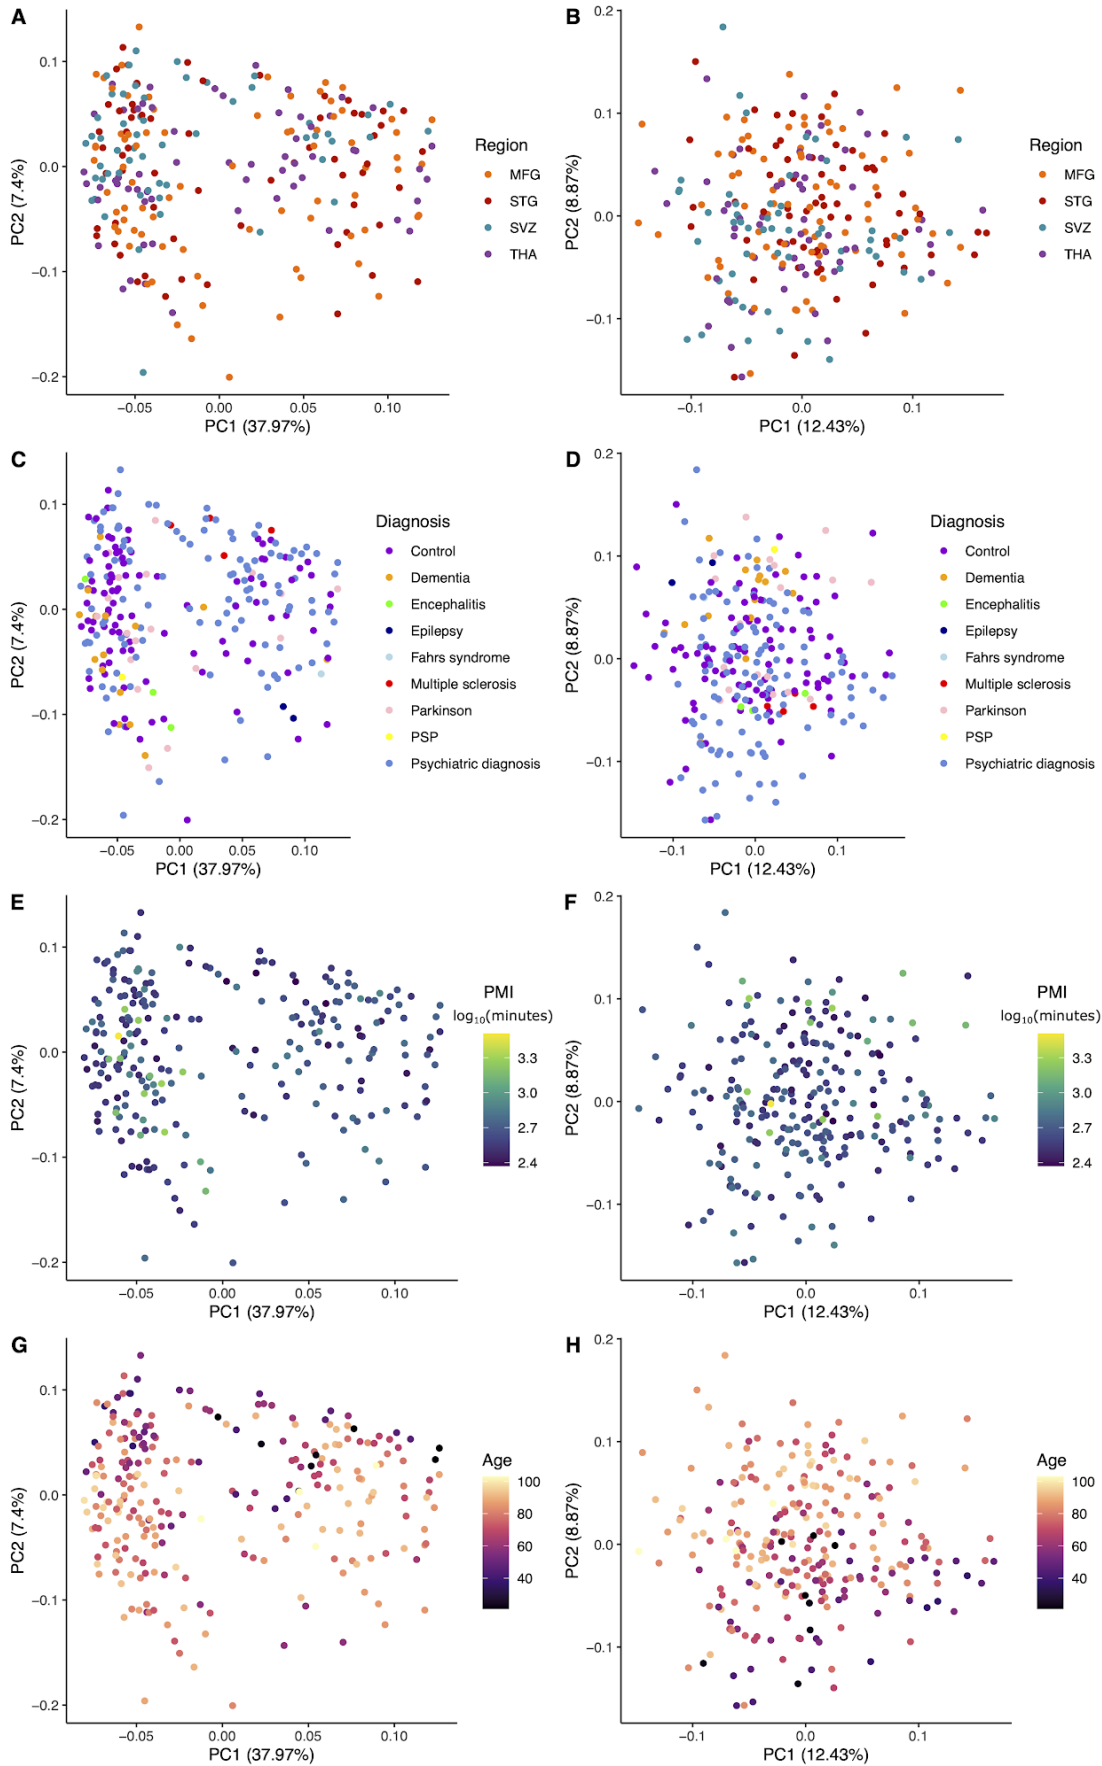 A
0.1
0.0
−0.1
−0.2
PC2 (7.4%)
−0.05
0.00
0.05
0.10
PC1 (37.97%)
Region
MFG
STG
SVZ
THA
B
0.2
0.1
0.0
−0.1
PC2 (8.87%)
−0.1
0.0
0.1
PC1 (12.43%)
Region
MFG
STG
SVZ
THA
C
0.1
0.0
−0.1
−0.2
PC2 (7.4%)
−0.05
0.00
0.05
0.10
PC1 (37.97%)
Diagnosis
Control
Dementia
Encephalitis
Epilepsy
Fahrs syndrome
Multiple sclerosis
Parkinson
PSP
Psychiatric diagnosis
D
0.2
0.1
0.0
−0.1
PC2 (8.87%)
−0.1
0.0
0.1
PC1 (12.43%)
Diagnosis
Control
Dementia
Encephalitis
Epilepsy
Fahrs syndrome
Multiple sclerosis
Parkinson
PSP
Psychiatric diagnosis
E
0.1
0.0
−0.1
−0.2
PC2 (7.4%)
−0.05
0.00
0.05
0.10
PC1 (37.97%)
PMI
log₁₀(minutes)
3.3
3.0
2.7
2.4
F
0.2
0.1
0.0
−0.1
PC2 (8.87%)
−0.1
0.0
0.1
PC1 (12.43%)
PMI
log₁₀(minutes)
3.3
3.0
2.7
2.4
G
0.1
0.0
−0.1
−0.2
PC2 (7.4%)
−0.05
0.00
0.05
0.10
PC1 (37.97%)
Age
100
80
60
40
H
0.2
0.1
0.0
−0.1
PC2 (8.87%)
−0.1
0.0
0.1
PC1 (12.43%)
Age
100
80
60
40